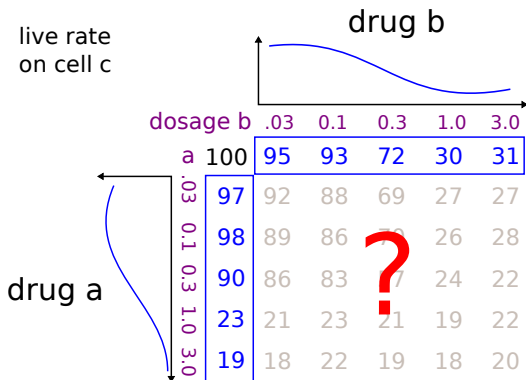 live rate
on cell c
drug b
dosage b .03 0.1 0.3 1.0 3.0
a 100 95 93 72 30 31
.03 97 92 88 69 27 27
0.1 98 89 86 26 28
0.3 90 86 83 24 22
1.0 23 21 23 21 19 22
3.0 19 18 22 19 18 20
drug a
?